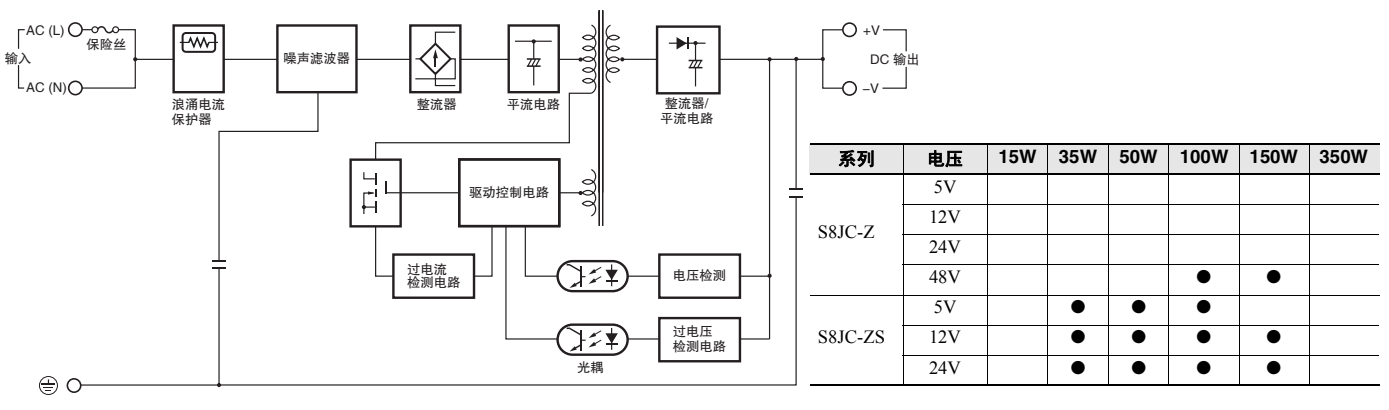 AC (L)
保险丝
输入
AC (N)
浪涌电流
保护器
噪声滤波器
整流器
平流电路
整流器/
平流电路
+V
DC 输出
–V
驱动控制电路
过电流
检测电路
电压检测
过电压
检测电路
光耦
系列 电压 15W 35W 50W 100W 150W 350W
S8JC-Z
5V
12V
24V
48V ● ●
S8JC-ZS
5V ● ● ●
12V ● ● ● ●
24V ● ● ● ●